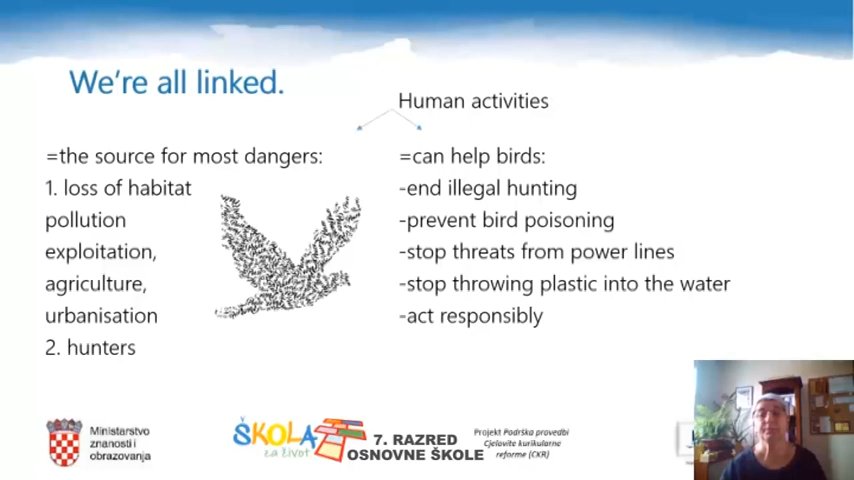 We're all linked.
Human activities
=the source for most dangers:
1. loss of habitat
pollution
exploitation,
agriculture,
urbanisation
2. hunters
=can help birds:
-end illegal hunting
-prevent bird poisoning
-stop threats from power lines
-stop throwing plastic into the water
-act responsibly
Ministarstvo
znanosti i
obrazovanja
ŠKOLA
za život
7. RAZRED
OSNOVNE ŠKOLE
Projekt Podrška provedbi
Cjelovite kurikularne
reforme (CKR)